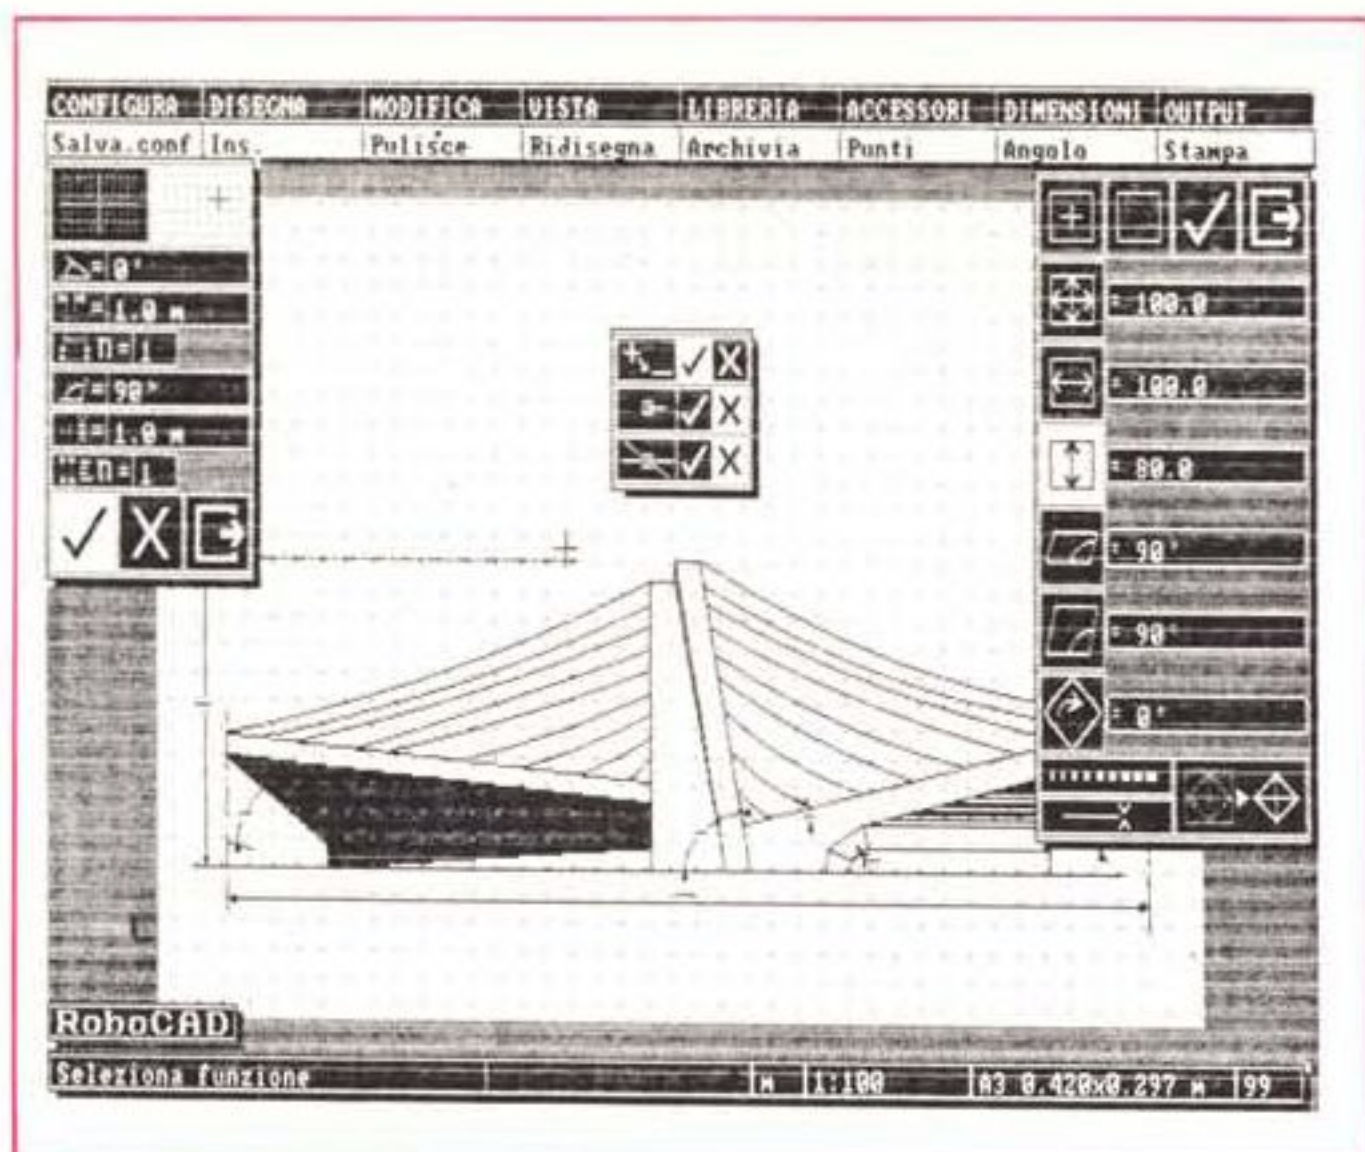 CONFIGURA DISEGNA MODIFICA VISTA LIBRERIA ACCESSORI DIMENSIONI OUTPUT
Salva.conf Ins. Pulisce Ridisegna Archivia Punti Angolo Stampa
= 0°
= 1.0 m
n = 1
= 90°
= 1.0 m
n = 1
= 100.0
= 100.0
= 80.0
= 90°
= 90°
= 0°
RoboCAD
Seleziona funzione M 1:100 A3 0.420x0.297 M 99